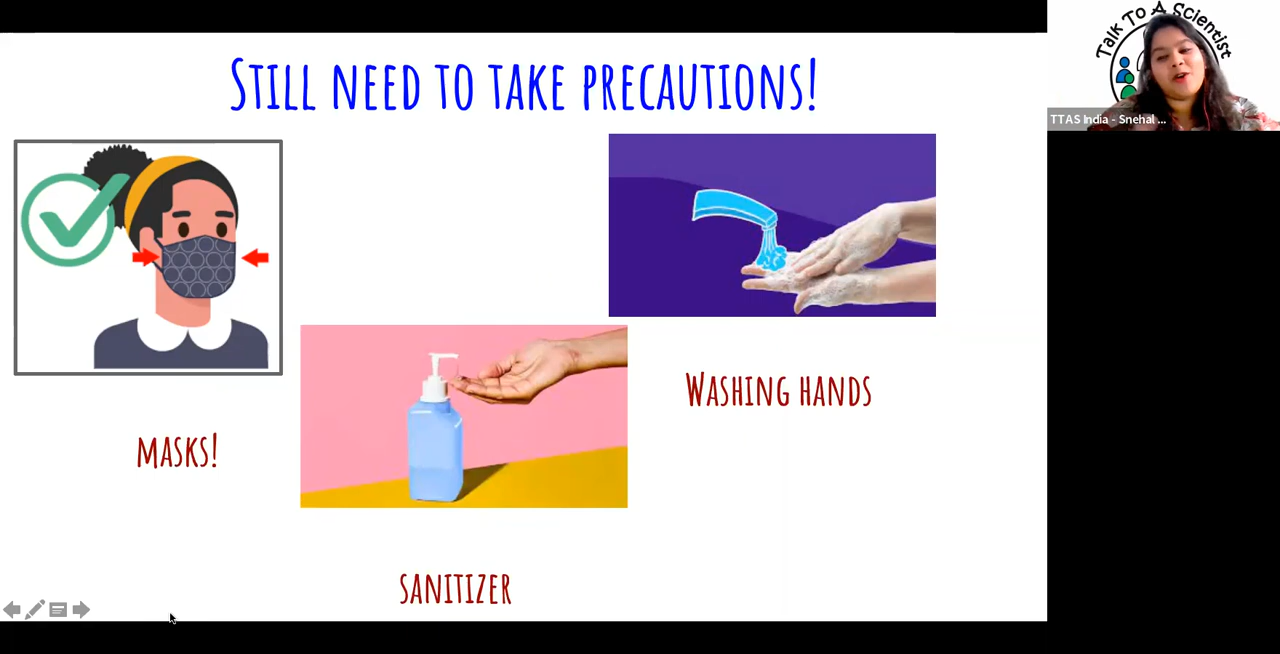 STILL NEED TO TAKE PRECAUTIONS!
MASKS!
SANITIZER
WASHING HANDS
Talk To A Scientist
TTAS India - Snehal ...